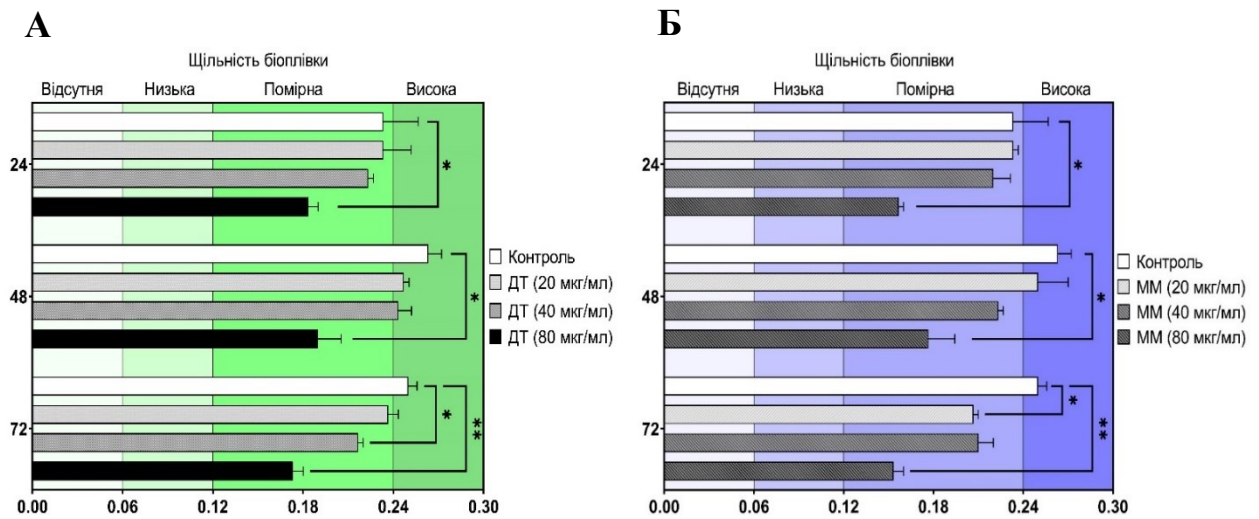 А
Щільність біоплівки
Відсутня Низька Помірна Висока
24
*
48
*
72
*
**
0.00 0.06 0.12 0.18 0.24 0.30
Контроль
ДТ (20 мкг/мл)
ДТ (40 мкг/мл)
ДТ (80 мкг/мл)
Б
Щільність біоплівки
Відсутня Низька Помірна Висока
24
*
48
*
72
*
**
0.00 0.06 0.12 0.18 0.24 0.30
Контроль
ММ (20 мкг/мл)
ММ (40 мкг/мл)
ММ (80 мкг/мл)